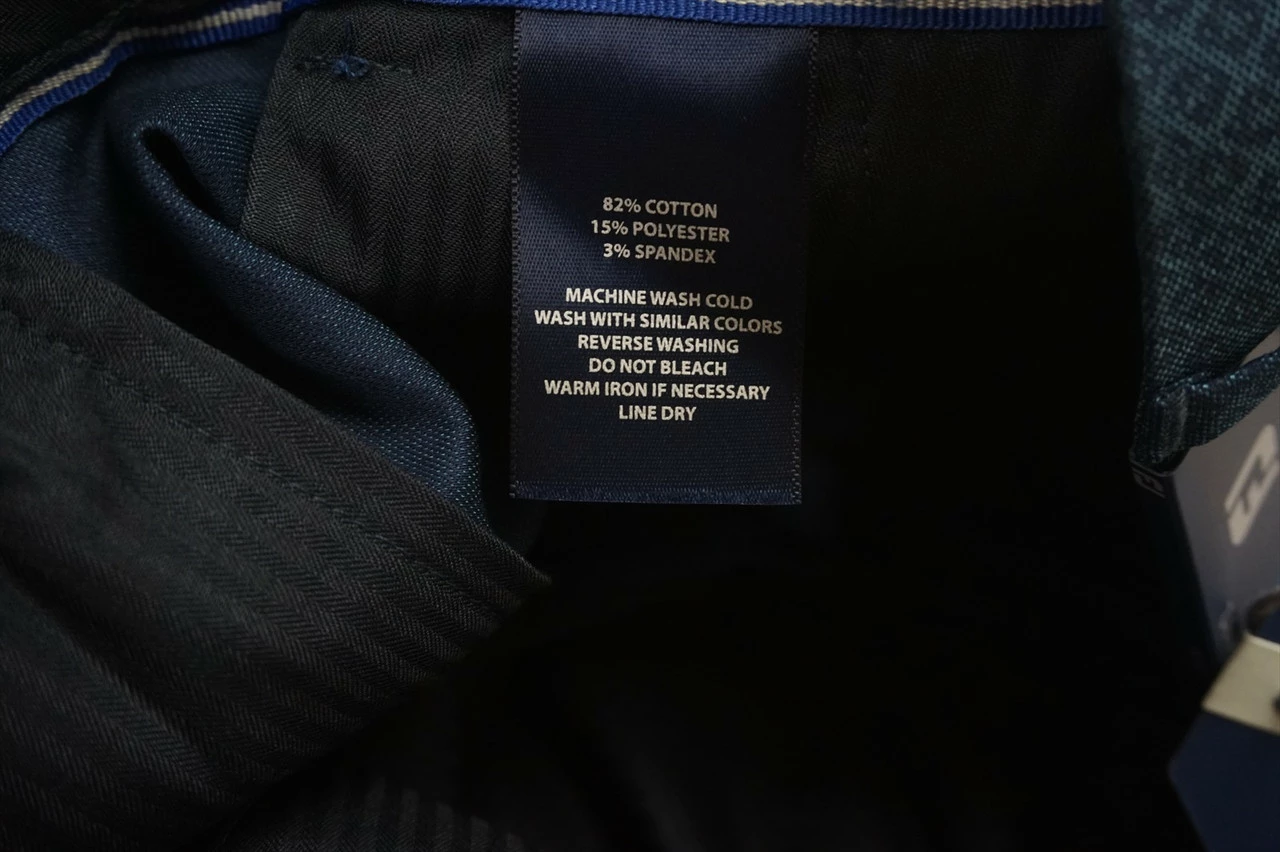 82% COTTON
15% POLYESTER
3% SPANDEX
MACHINE WASH COLD
WASH WITH SIMILAR COLORS
REVERSE WASHING
DO NOT BLEACH
WARM IRON IF NECESSARY
LINE DRY